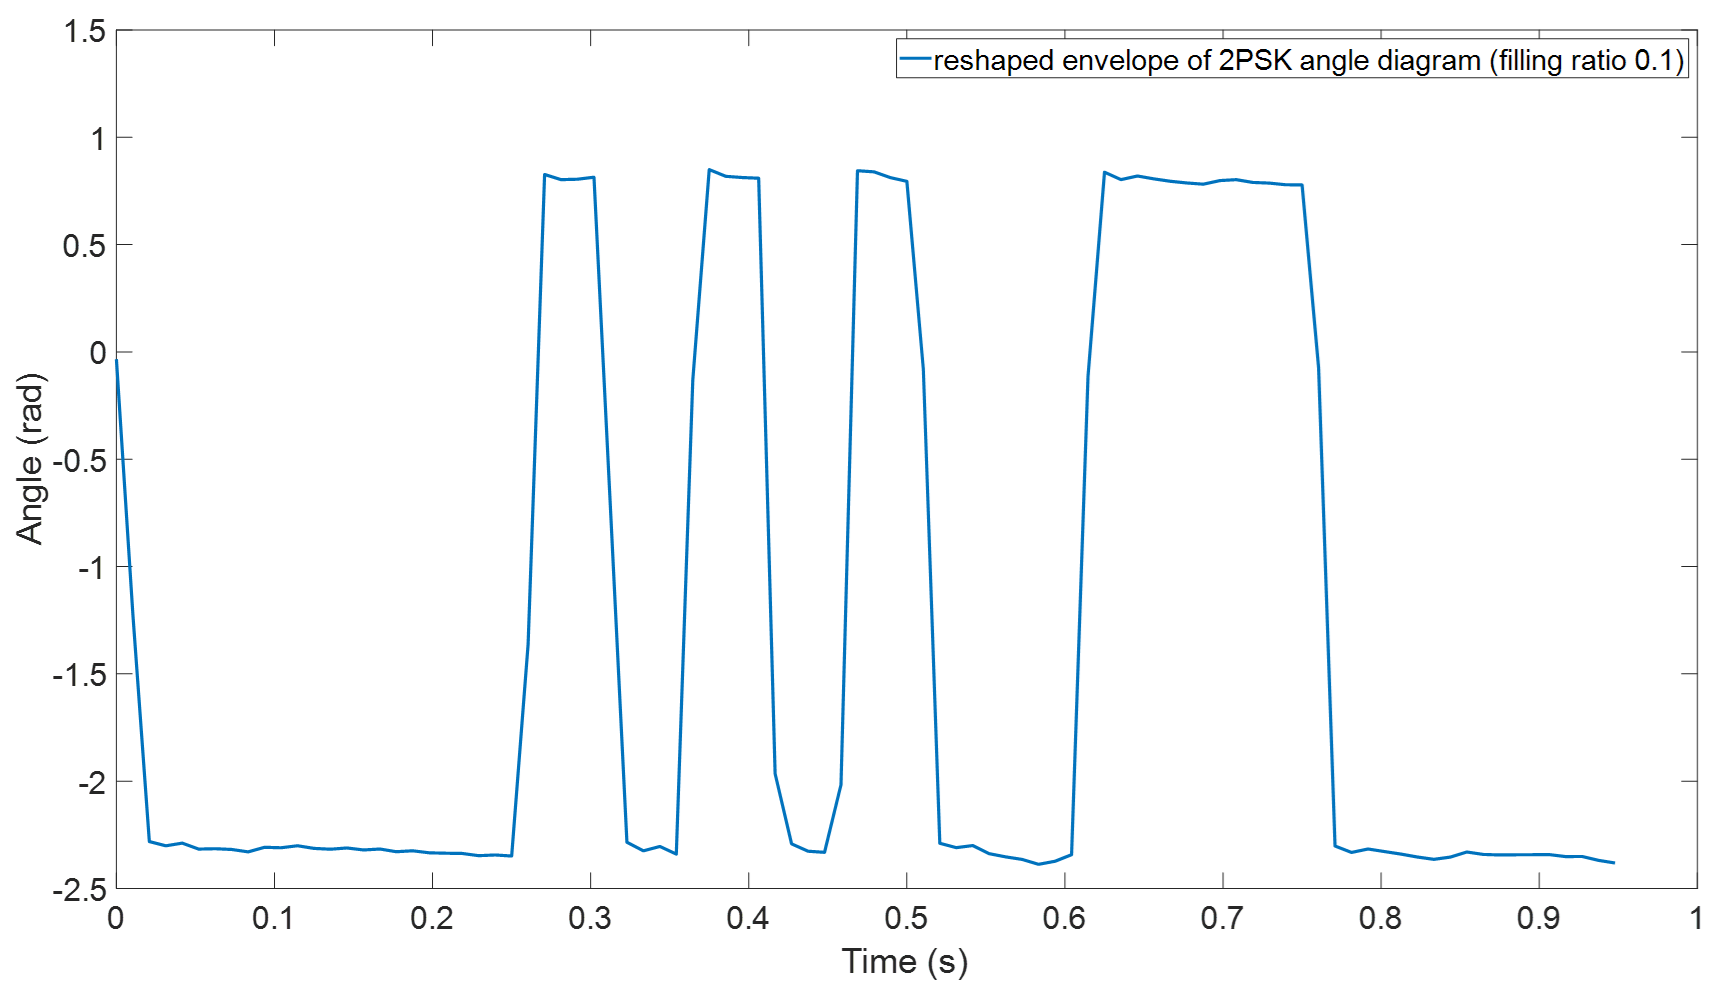 reshaped envelope of 2PSK angle diagram (filling ratio 0.1)
1.5
1
0.5
0
-0.5
-1
-1.5
-2
-2.5
Angle (rad)
0 0.1 0.2 0.3 0.4 0.5 0.6 0.7 0.8 0.9 1
Time (s)